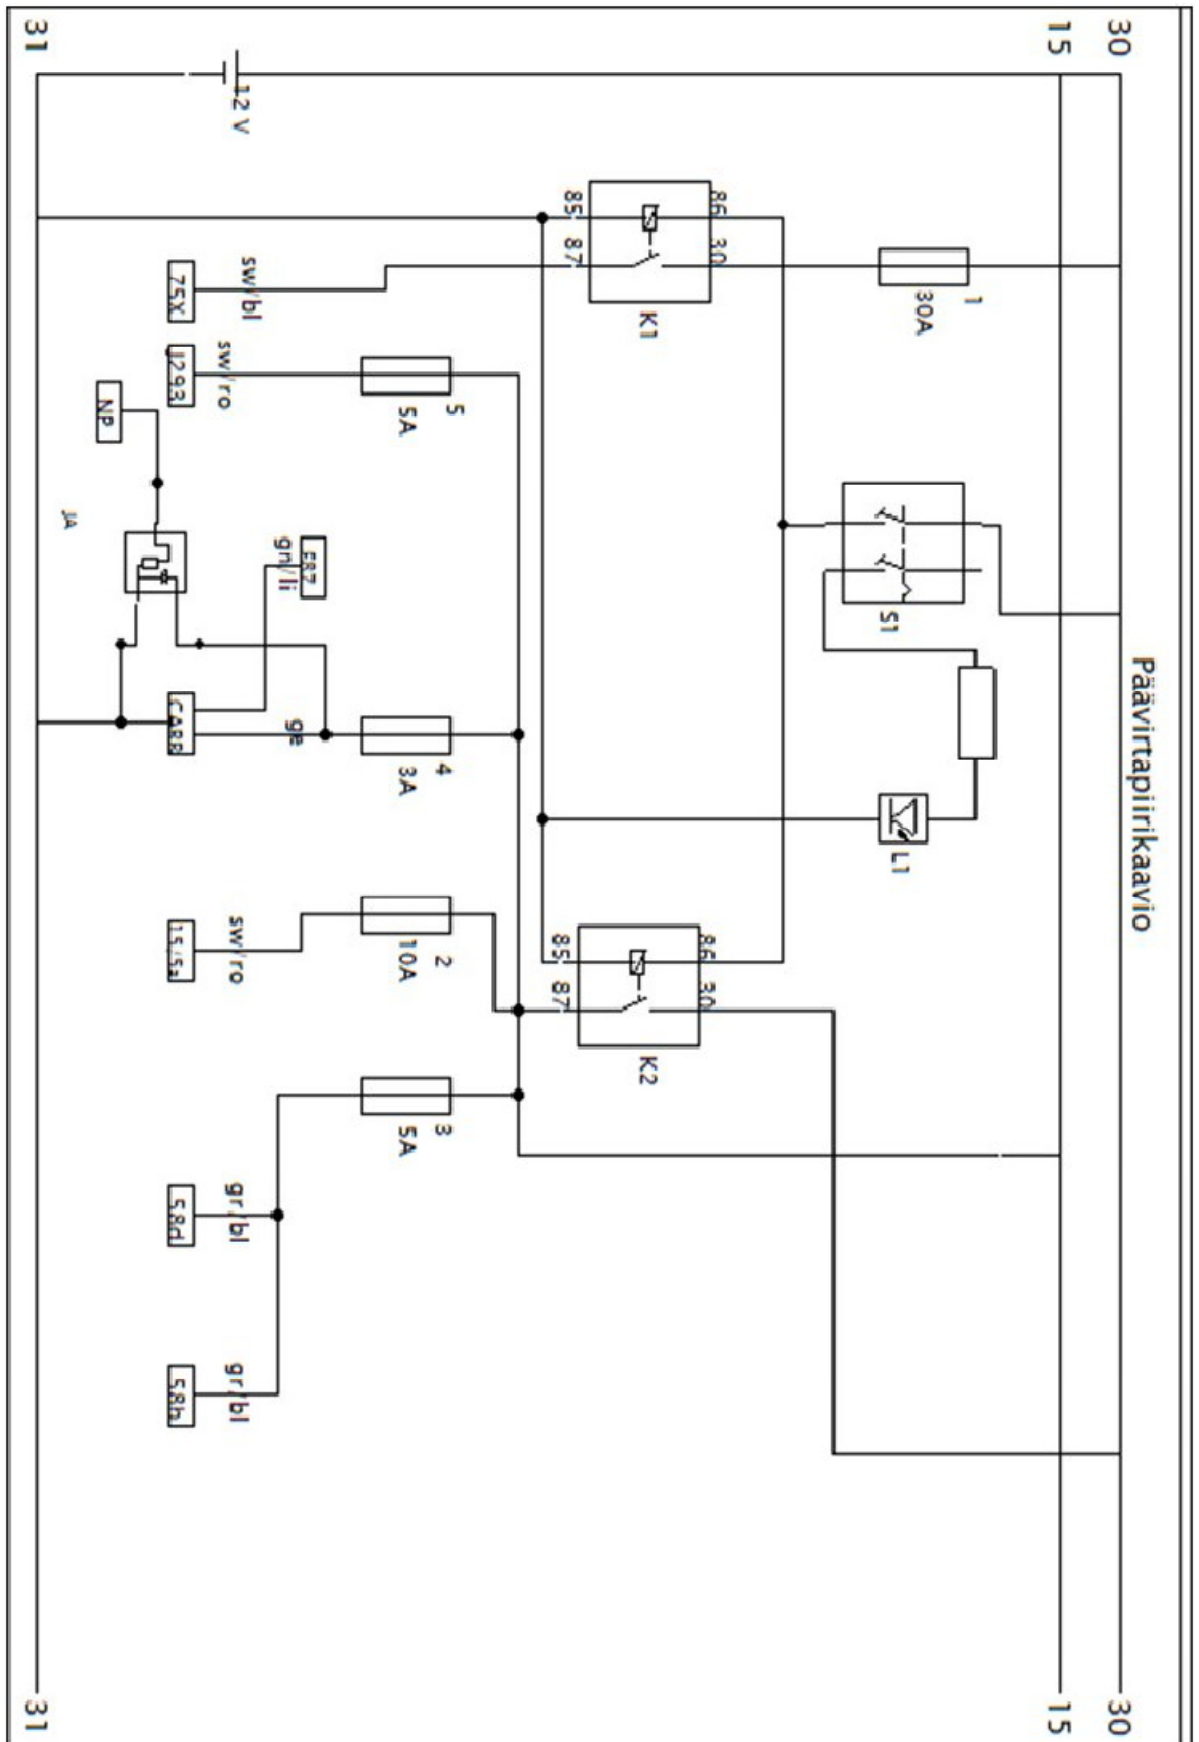 Päävirtapiirikaavio
30
30
15
15
1
30A
S1
L1
86
30
K1
85
87
86
30
K2
85
87
5
5A
4
3A
2
10A
3
5A
12 V
sw/bl
75X
sw/ro
NP
gn/li
ge
sw/ro
gr/bl
58d
gr/bl
31
31